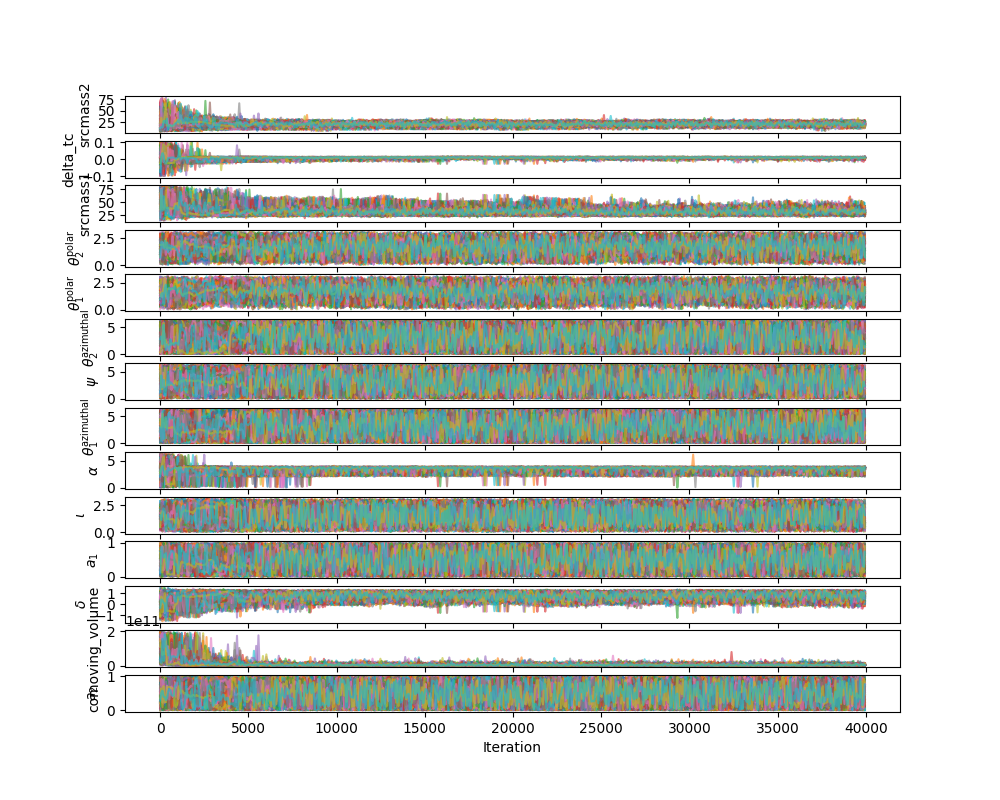 srcmass2
75
50
25
delta_tc
0.1
0.0
−0.1
srcmass1
75
50
25
θ₂^polar
2.5
0.0
θ₁^polar
2.5
0.0
θ₂^azimuthal
5
0
ψ
5
0
θ₁^azimuthal
5
0
α
5
0
ι
2.5
0.0
a₁
1
0
δ
1
0
−1
comoving_volume
1e11
2
0
1
0
0 5000 10000 15000 20000 25000 30000 35000 40000
Iteration